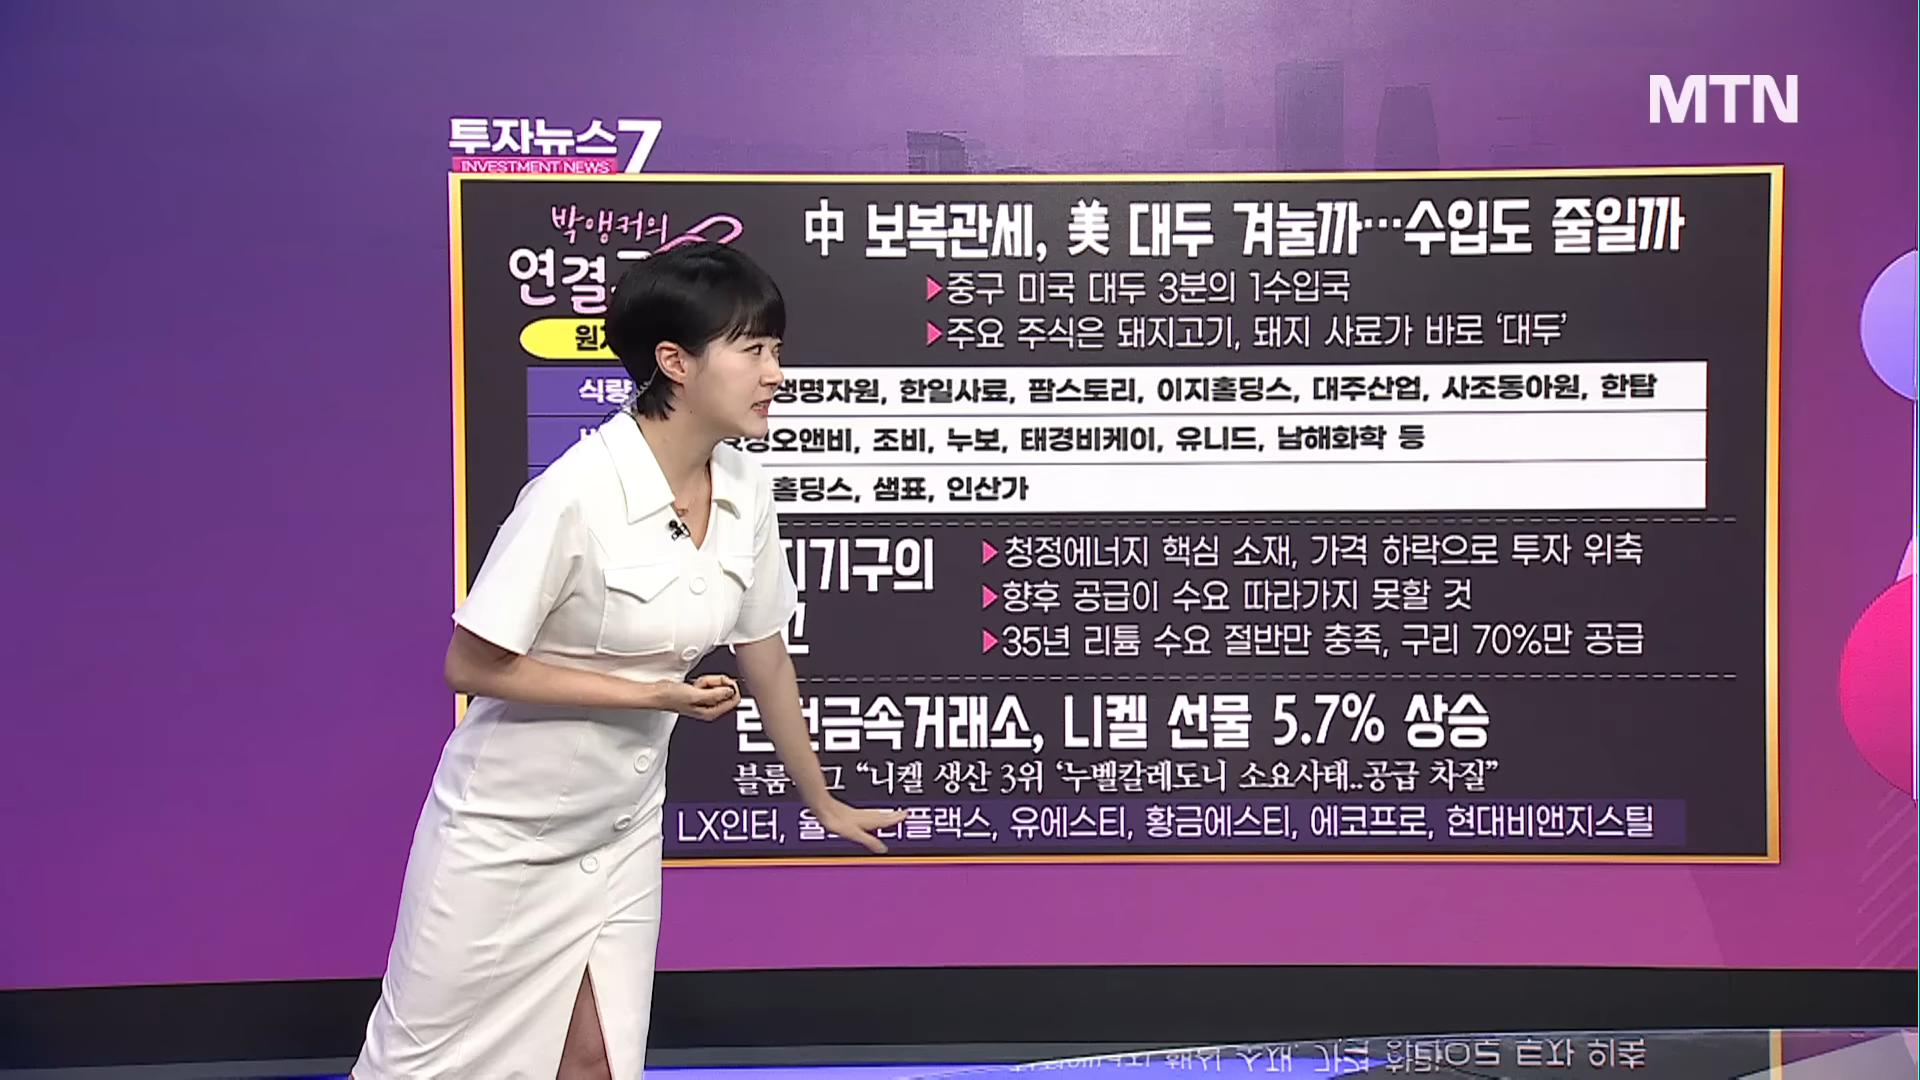 MTN
투자뉴스7
INVESTMENT NEWS
박앵커의
연결
中 보복관세, 美 대두 겨눌까…수입도 줄일까
▶중구 미국 대두 3분의 1수입국
▶주요 주식은 돼지고기, 돼지 사료가 바로 ‘대두’
식량 생명자원, 한일사료, 팜스토리, 이지홀딩스, 대주산업, 사조동아원, 한탑
조비, 누보, 태경비케이, 유니드, 남해화학 등
홀딩스, 샘표, 인산가
지기구의
▶청정에너지 핵심 소재, 가격 하락으로 투자 위축
▶향후 공급이 수요 따라가지 못할 것
▶35년 리튬 수요 절반만 충족, 구리 70%만 공급
런던금속거래소, 니켈 선물 5.7% 상승
“니켈 생산 3위 ‘누벨칼레도니 소요사태..공급 차질”
LX인터, 티플랙스, 유에스티, 황금에스티, 에코프로, 현대비앤지스틸